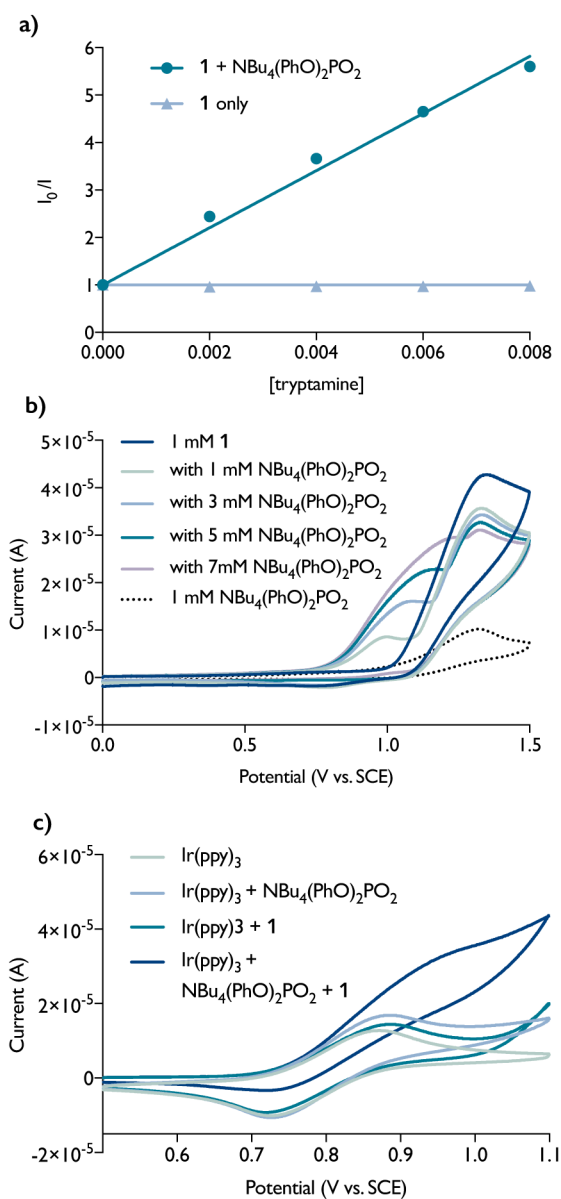 a)
6
5
4
3
2
1
0
I₀/I
1 + NBu₄(PhO)₂PO₂
1 only
0.000 0.002 0.004 0.006 0.008
[tryptamine]
b)
5×10⁻⁵
4×10⁻⁵
3×10⁻⁵
2×10⁻⁵
1×10⁻⁵
0
-1×10⁻⁵
Current (A)
1 mM 1
with 1 mM NBu₄(PhO)₂PO₂
with 3 mM NBu₄(PhO)₂PO₂
with 5 mM NBu₄(PhO)₂PO₂
with 7mM NBu₄(PhO)₂PO₂
1 mM NBu₄(PhO)₂PO₂
0.0 0.5 1.0 1.5
Potential (V vs. SCE)
c)
6×10⁻⁵
4×10⁻⁵
2×10⁻⁵
0
-2×10⁻⁵
Current (A)
Ir(ppy)₃
Ir(ppy)₃ + NBu₄(PhO)₂PO₂
Ir(ppy)3 + 1
Ir(ppy)₃ +
NBu₄(PhO)₂PO₂ + 1
0.6 0.7 0.8 0.9 1.0 1.1
Potential (V vs. SCE)